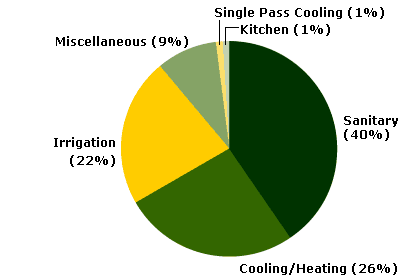 Single Pass Cooling (1%)
Kitchen (1%)
Miscellaneous (9%)
Sanitary
(40%)
Irrigation
(22%)
Cooling/Heating (26%)